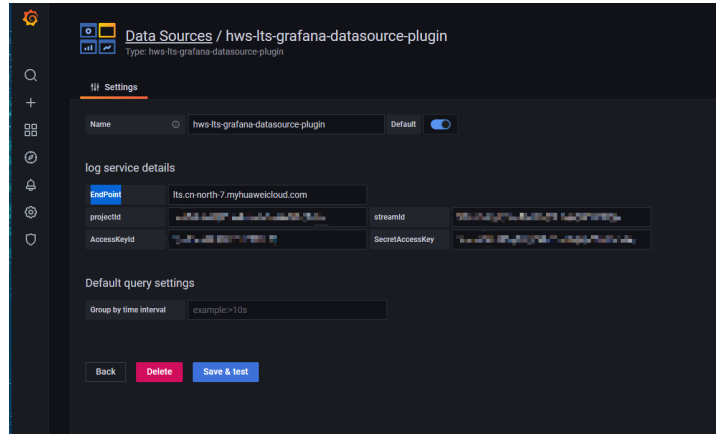 Data Sources / hws-lts-grafana-datasource-plugin
Type: hws-lts-grafana-datasource-plugin
Settings
Name hws-lts-grafana-datasource-plugin Default
log service details
EndPoint lts.cn-north-7.myhuaweicloud.com
projectId streamId
AccessKeyId SecretAccessKey
Default query settings
Group by time interval example:>10s
Back Delete Save & test